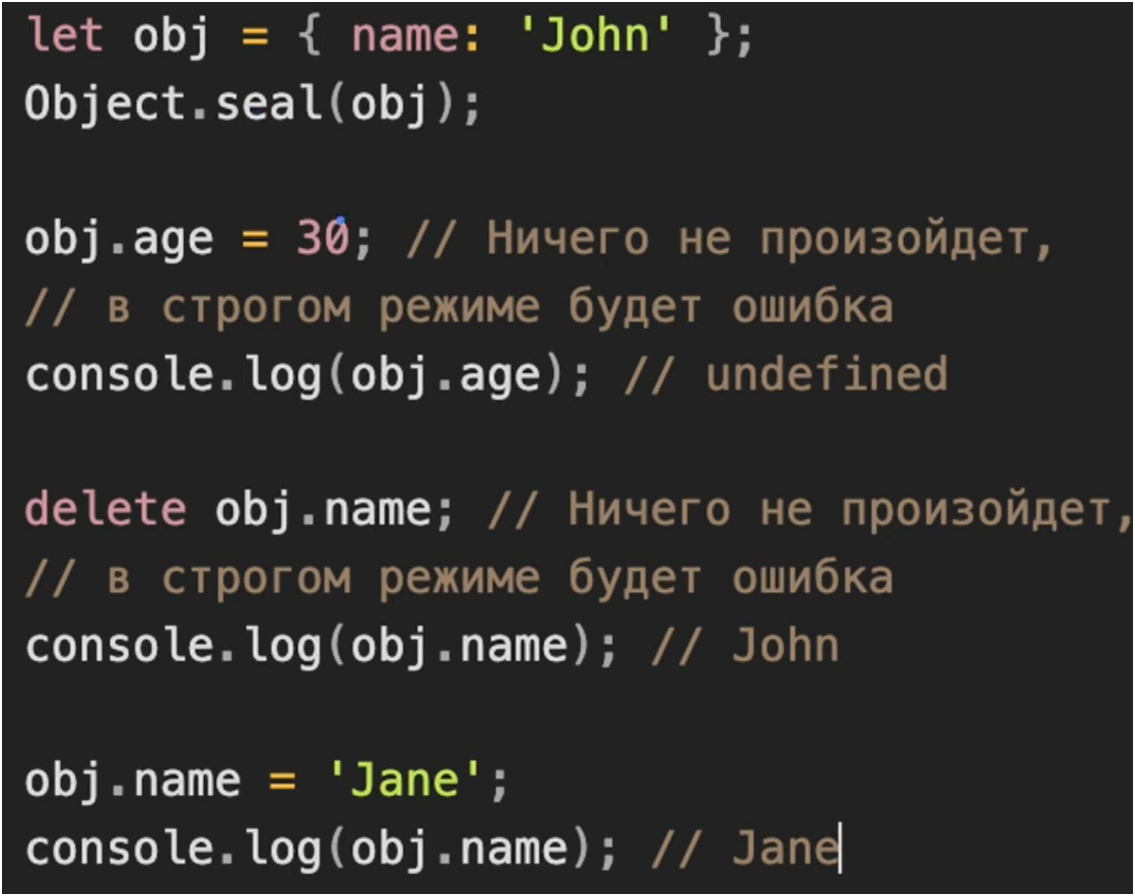 let obj = { name: 'John' };
Object.seal(obj);
obj.age = 30; // Ничего не произойдет,
// в строгом режиме будет ошибка
console.log(obj.age); // undefined
delete obj.name; // Ничего не произойдет,
// в строгом режиме будет ошибка
console.log(obj.name); // John
obj.name = 'Jane';
console.log(obj.name); // Jane